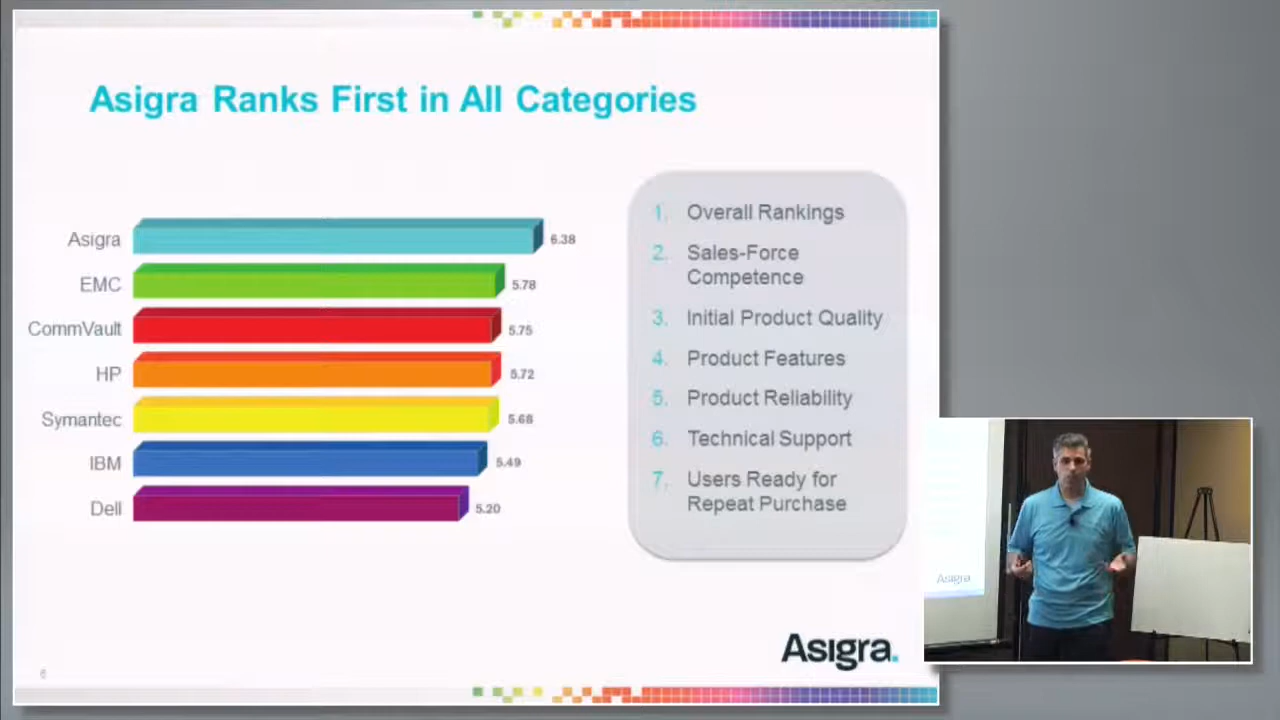 Asigra Ranks First in All Categories
Asigra 6.38
EMC 5.78
CommVault 5.75
HP 5.72
Symantec 5.68
IBM 5.49
Dell 5.20
1. Overall Rankings
2. Sales-Force
Competence
3. Initial Product Quality
4. Product Features
5. Product Reliability
6. Technical Support
7. Users Ready for
Repeat Purchase
Asigra.
6
Asigra